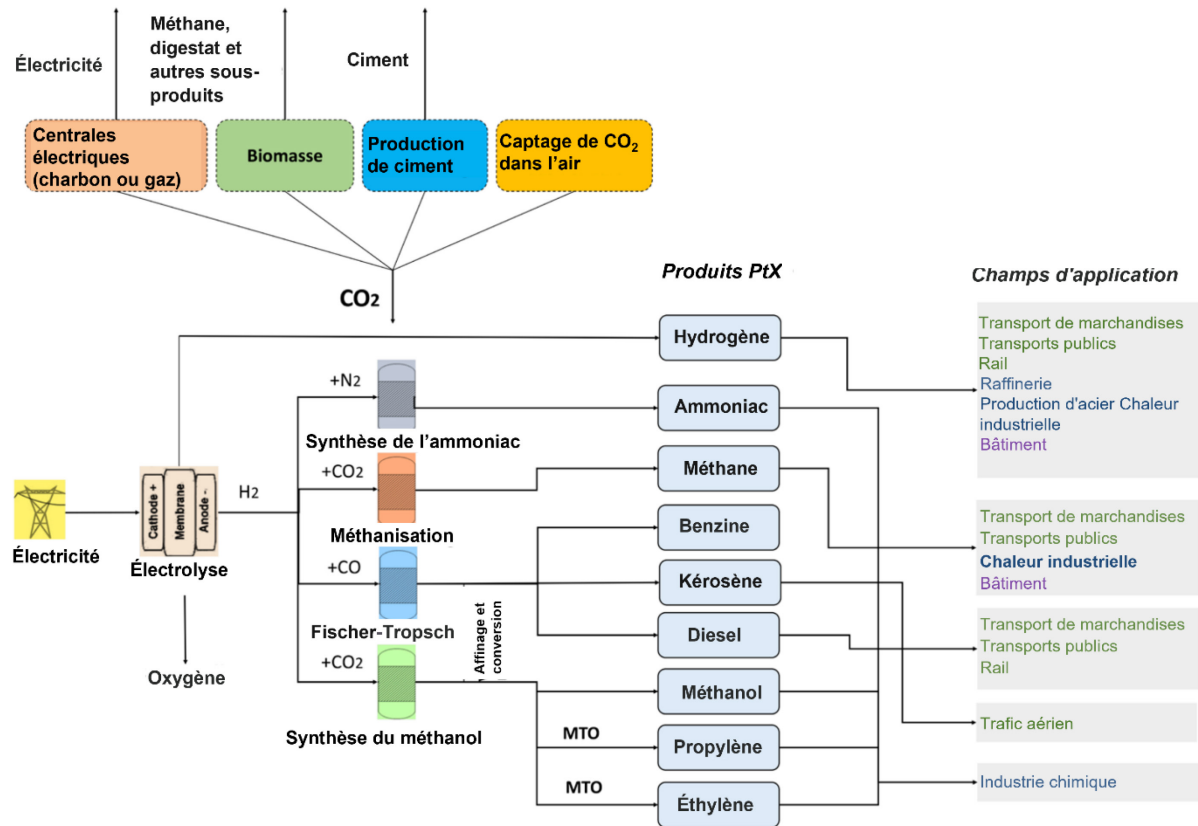 Électricité
Méthane,
digestat et
autres sous-
produits
Ciment
Centrales
électriques
(charbon ou gaz)
Biomasse
Production
de ciment
Captage de CO2
dans l'air
CO2
Produits PtX
Champs d'application
Hydrogène
Transport de marchandises
Transports publics
Rail
Raffinerie
Production d'acier Chaleur
industrielle
Bâtiment
+N2
Synthèse de l'ammoniac
Ammoniac
+CO2
Méthanisation
Méthane
Électricité
Cathode +
Membrane
Anode -
Électrolyse
H2
Oxygène
Benzine
Transport de marchandises
Transports publics
Chaleur industrielle
Bâtiment
+CO
Fischer-Tropsch
Affinage et
conversion
Kérosène
Diesel
Transport de marchandises
Transports publics
Rail
+CO2
Synthèse du méthanol
Méthanol
Trafic aérien
MTO
Propylène
MTO
Éthylène
Industrie chimique